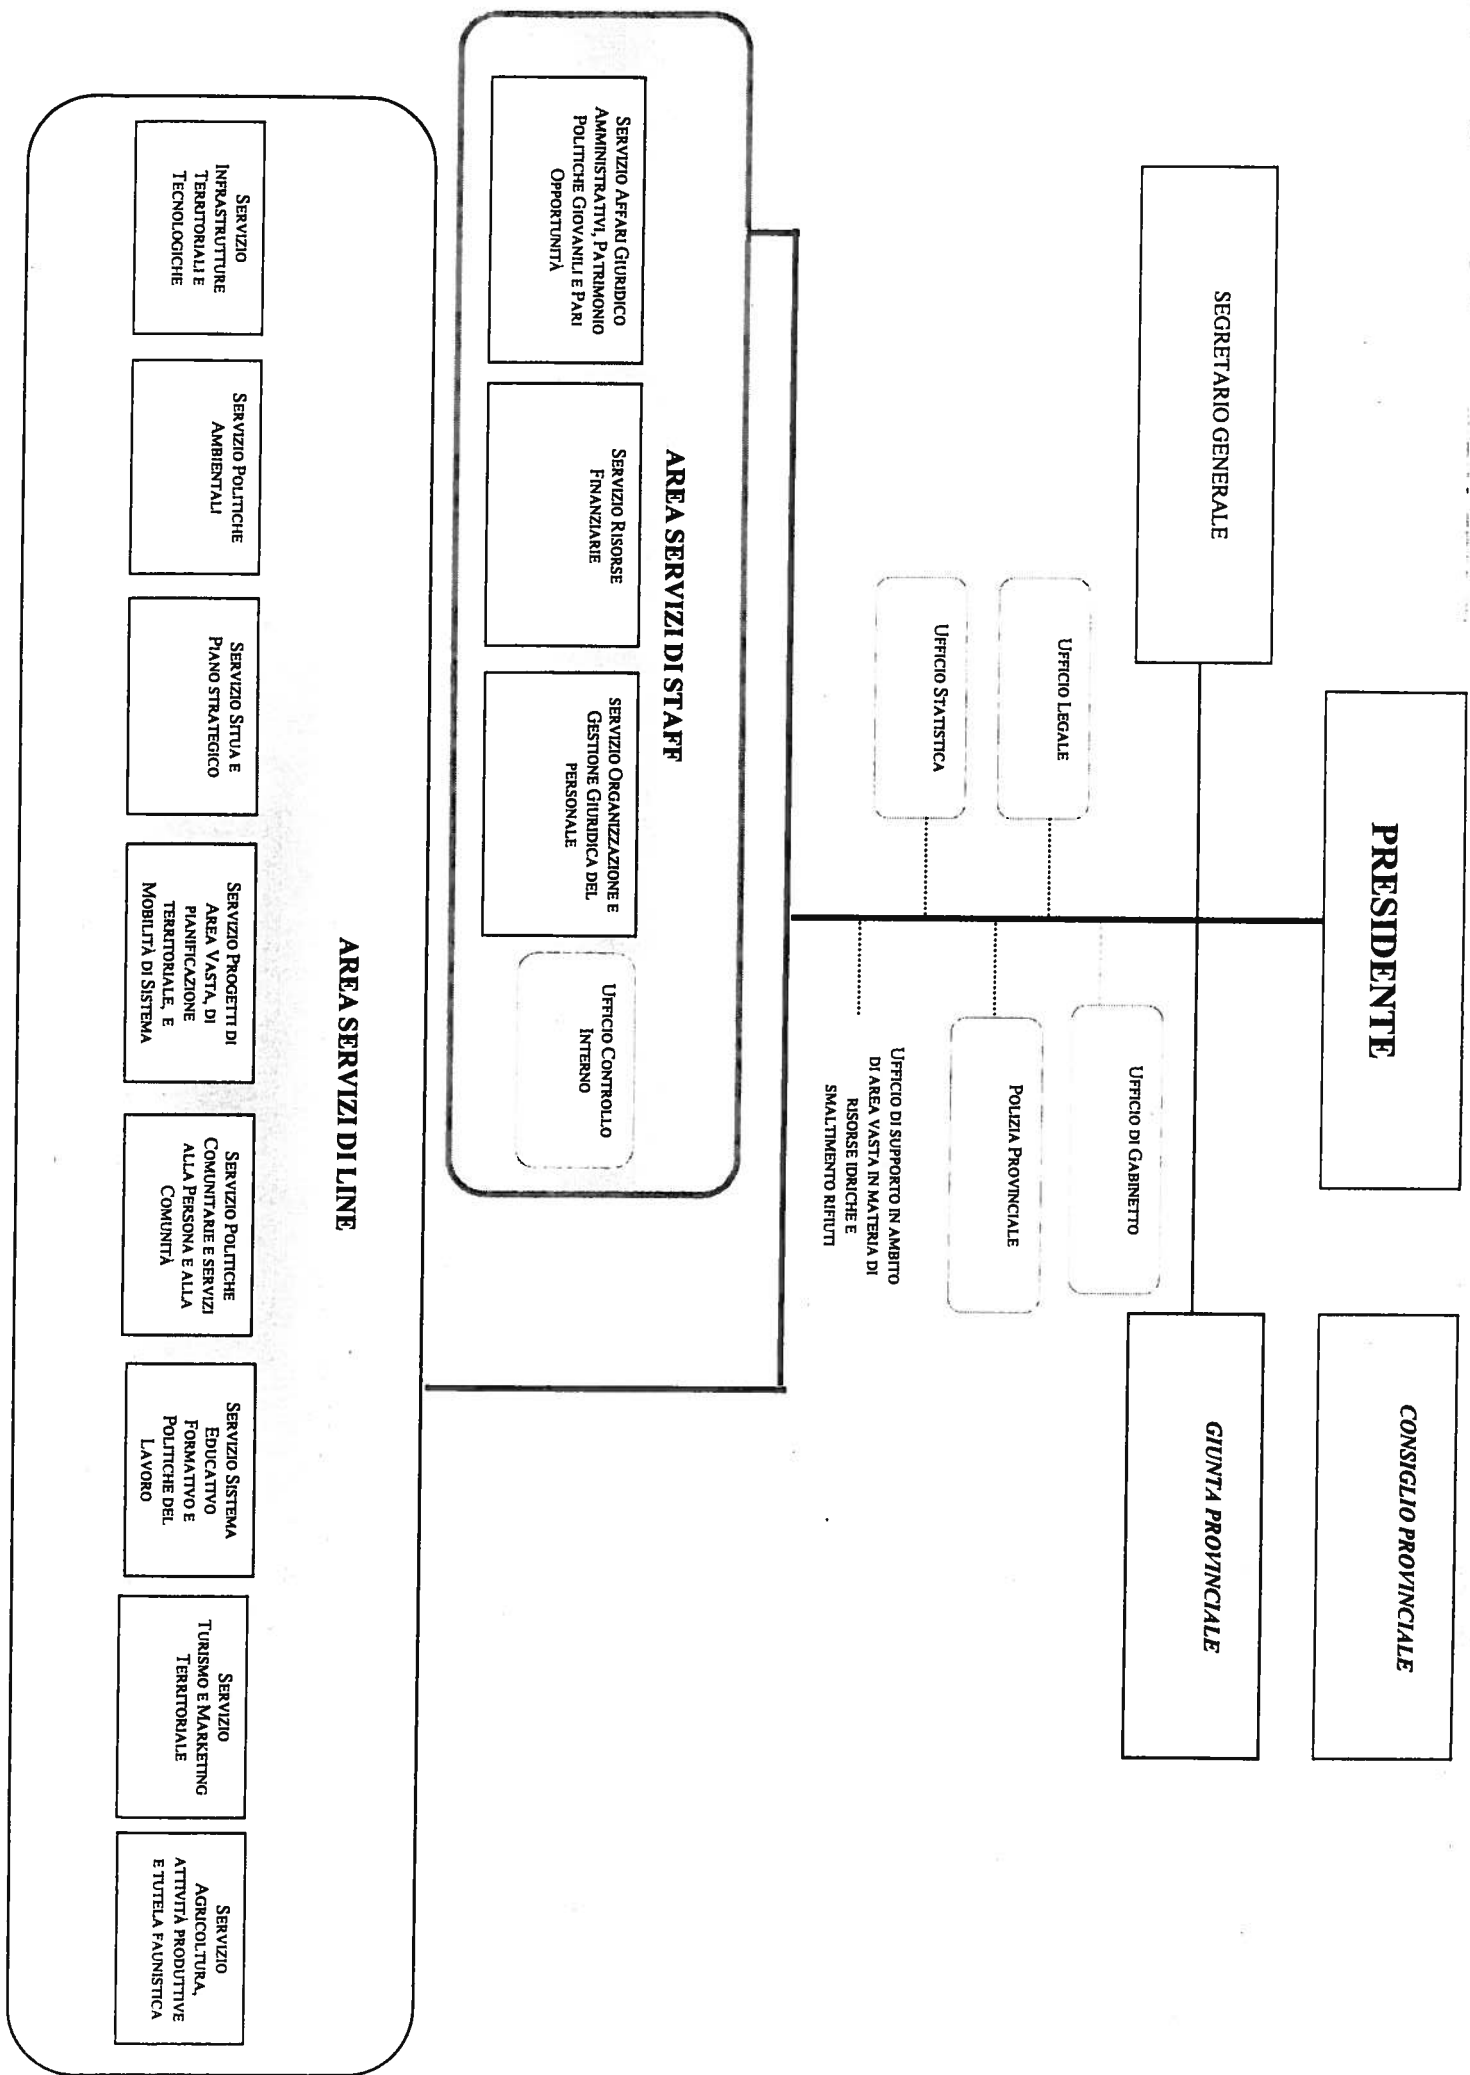 PRESIDENTE
CONSIGLIO PROVINCIALE
SEGRETARIO GENERALE
GIUNTA PROVINCIALE
UFFICIO DI GABINETTO
UFFICIO LEGALE
POLIZIA PROVINCIALE
UFFICIO STATISTICA
UFFICIO DI SUPPORTO IN AMBITO
DI AREA VASTA IN MATERIA DI
RISORSE IDRICHE E
SMALTIMENTO RIFIUTI
AREA SERVIZI DI STAFF
SERVIZIO AFFARI GIURIDICO
AMMINISTRATIVI, PATRIMONIO
POLITICHE GIOVANILI E PARI
OPPORTUNITÀ
SERVIZIO RISORSE
FINANZIARIE
SERVIZIO ORGANIZZAZIONE E
GESTIONE GIURIDICA DEL
PERSONALE
UFFICIO CONTROLLO
INTERNO
AREA SERVIZI DI LINE
SERVIZIO
INFRASTRUTTURE
TERRITORIALI E
TECNOLOGICHE
SERVIZIO POLITICHE
AMBIENTALI
SERVIZIO SITUA E
PIANO STRATEGICO
SERVIZIO PROGETTI DI
AREA VASTA, DI
PIANIFICAZIONE
TERRITORIALE, E
MOBILITÀ DI SISTEMA
SERVIZIO POLITICHE
COMUNITARIE E SERVIZI
ALLA PERSONA E ALLA
COMUNITÀ
SERVIZIO SISTEMA
EDUCATIVO
FORMATIVO E
POLITICHE DEL
LAVORO
SERVIZIO
TURISMO E MARKETING
TERRITORIALE
SERVIZIO
AGRICOLTURA,
ATTIVITÀ PRODUTTIVE
E TUTELA FAUNISTICA